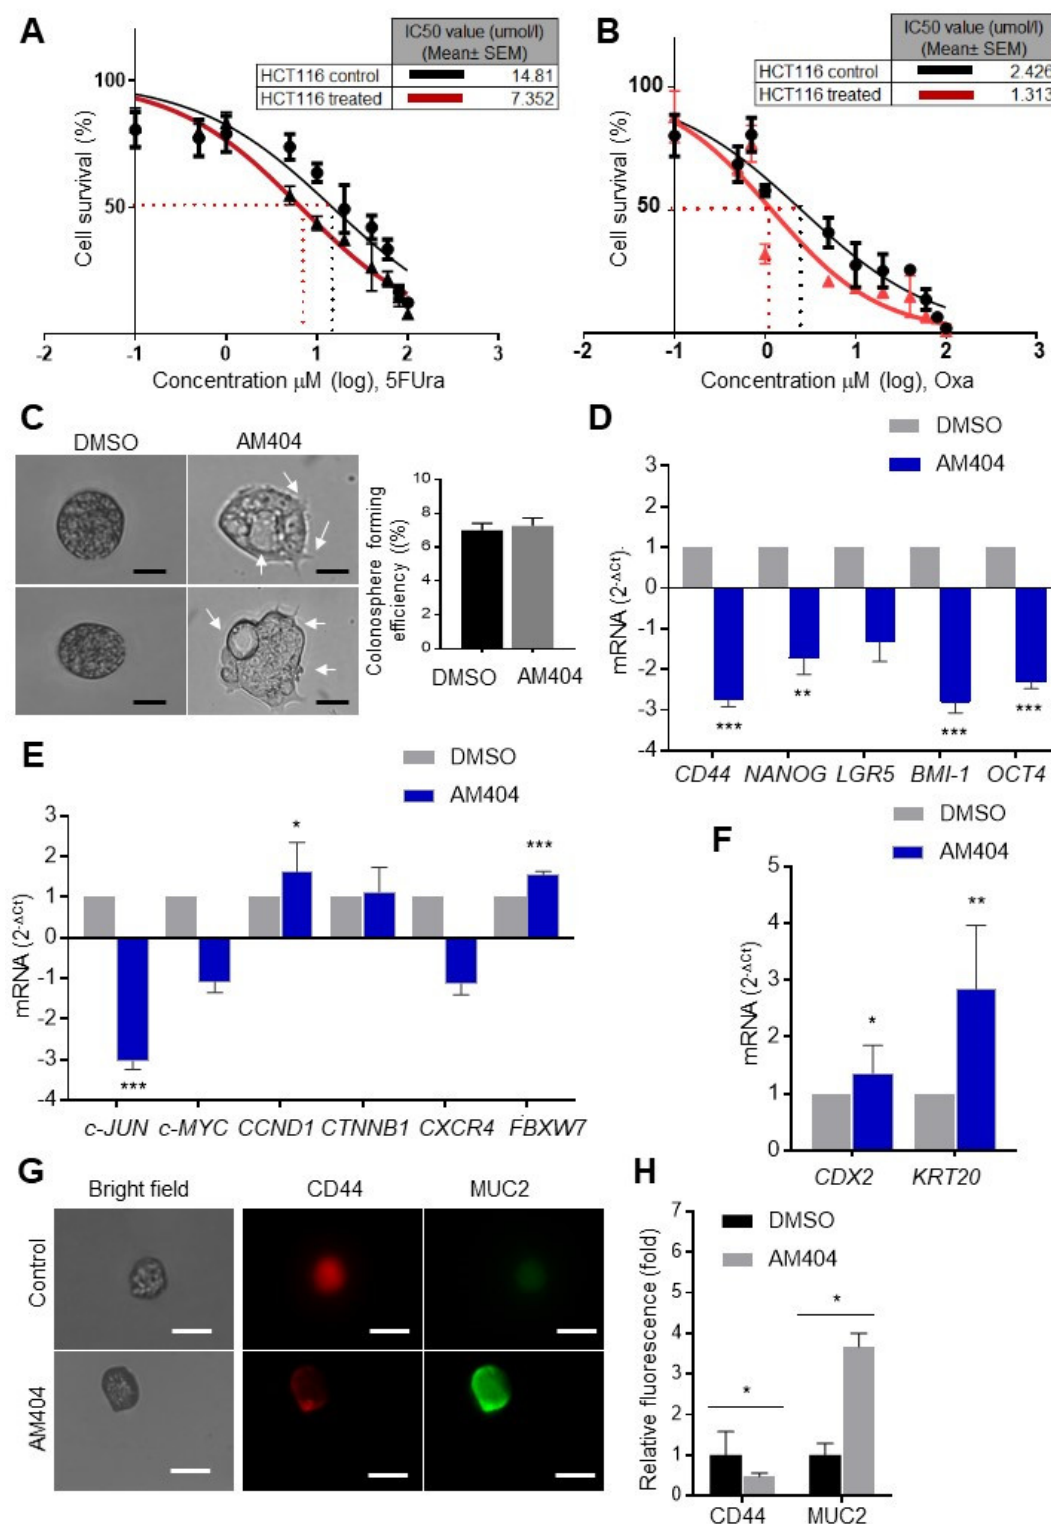 A
IC50 value (umol/l)
(Mean± SEM)
HCT116 control 14.81
HCT116 treated 7.352
100
50
Cell survival (%)
-2 -1 0 1 2 3
Concentration μM (log), 5FUra
B
IC50 value (umol/l)
(Mean± SEM)
HCT116 control 2.426
HCT116 treated 1.313
100
50
Cell survival (%)
-2 -1 0 1 2 3
Concentration μM (log), Oxa
C
DMSO AM404
Colonosphere forming
efficiency ((%)
10
8
6
4
2
0
DMSO AM404
D
DMSO
AM404
mRNA (2-ΔCt).
3
2
1
0
-1
-2
-3
-4
*** ** *** ***
CD44 NANOG LGR5 BMI-1 OCT4
E
DMSO
AM404
mRNA (2-ΔCt)
3
2
1
0
-1
-2
-3
-4
*** * ***
c-JUN c-MYC CCND1 CTNNB1 CXCR4 FBXW7
F
DMSO
AM404
mRNA (2-ΔCt)
5
4
3
2
1
0
* **
CDX2 KRT20
G
Bright field CD44 MUC2
Control
AM404
H
DMSO
AM404
Relative fluorescence (fold)
7
6
5
4
3
2
1
0
* *
CD44 MUC2